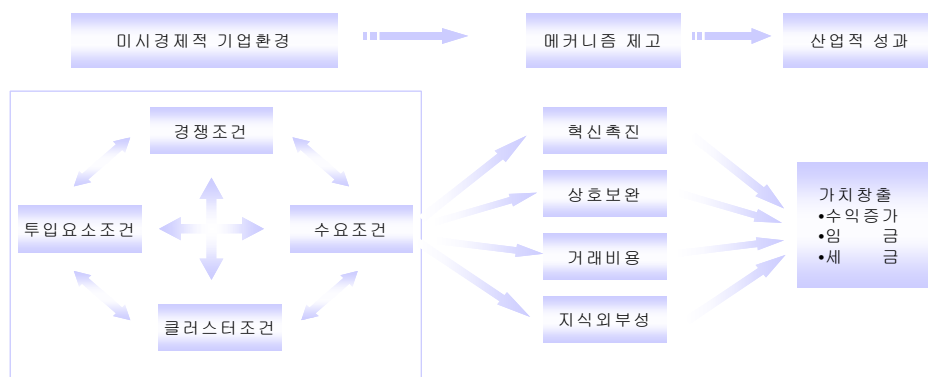 미시경제적 기업환경
메커니즘 제고
산업적 성과
경쟁조건
투입요소조건
수요조건
클러스터조건
혁신촉진
상호보완
거래비용
지식외부성
가치창출
•수익증가
•임 금
•세 금